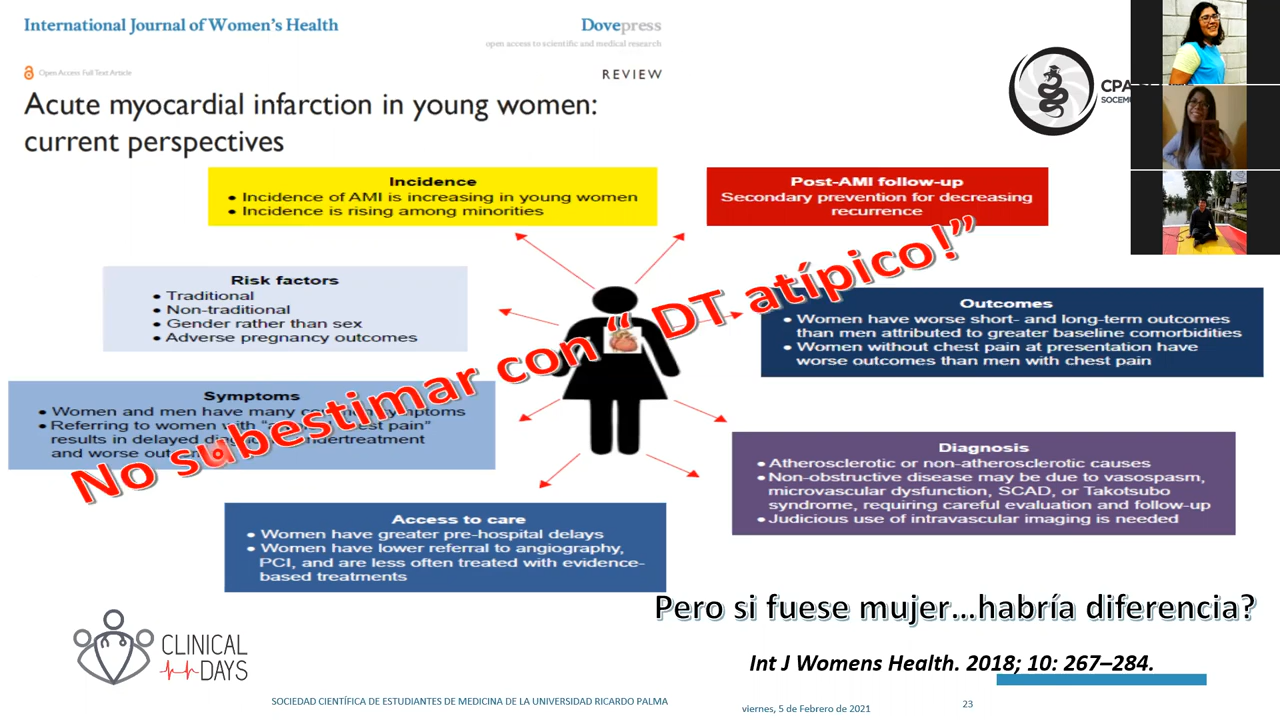 International Journal of Women's Health
Dovepress
open access to scientific and medical research
Open Access Full Text Article
REVIEW
Acute myocardial infarction in young women:
current perspectives
CPA
SOCEM
Incidence
• Incidence of AMI is increasing in young women
• Incidence is rising among minorities
Post-AMI follow-up
Secondary prevention for decreasing
recurrence
Risk factors
• Traditional
• Non-traditional
• Gender rather than sex
• Adverse pregnancy outcomes
Outcomes
• Women have worse short- and long-term outcomes
than men attributed to greater baseline comorbidities
• Women without chest pain at presentation have
worse outcomes than men with chest pain
No subestimar con “ DT atípico!”
Symptoms
• Women and men have many symptoms
• Referring to women with chest pain”
results in delayed undertreatment
and worse
Diagnosis
• Atherosclerotic or non-atherosclerotic causes
• Non-obstructive disease may be due to vasospasm,
microvascular dysfunction, SCAD, or Takotsubo
syndrome, requiring careful evaluation and follow-up
• Judicious use of intravascular imaging is needed
Access to care
• Women have greater pre-hospital delays
• Women have lower referral to angiography,
PCI, and are less often treated with evidence-
based treatments
Pero si fuese mujer...habría diferencia?
Int J Womens Health. 2018; 10: 267–284.
CLINICAL
DAYS
SOCIEDAD CIENTÍFICA DE ESTUDIANTES DE MEDICINA DE LA UNIVERSIDAD RICARDO PALMA
viernes, 5 de Febrero de 2021
23